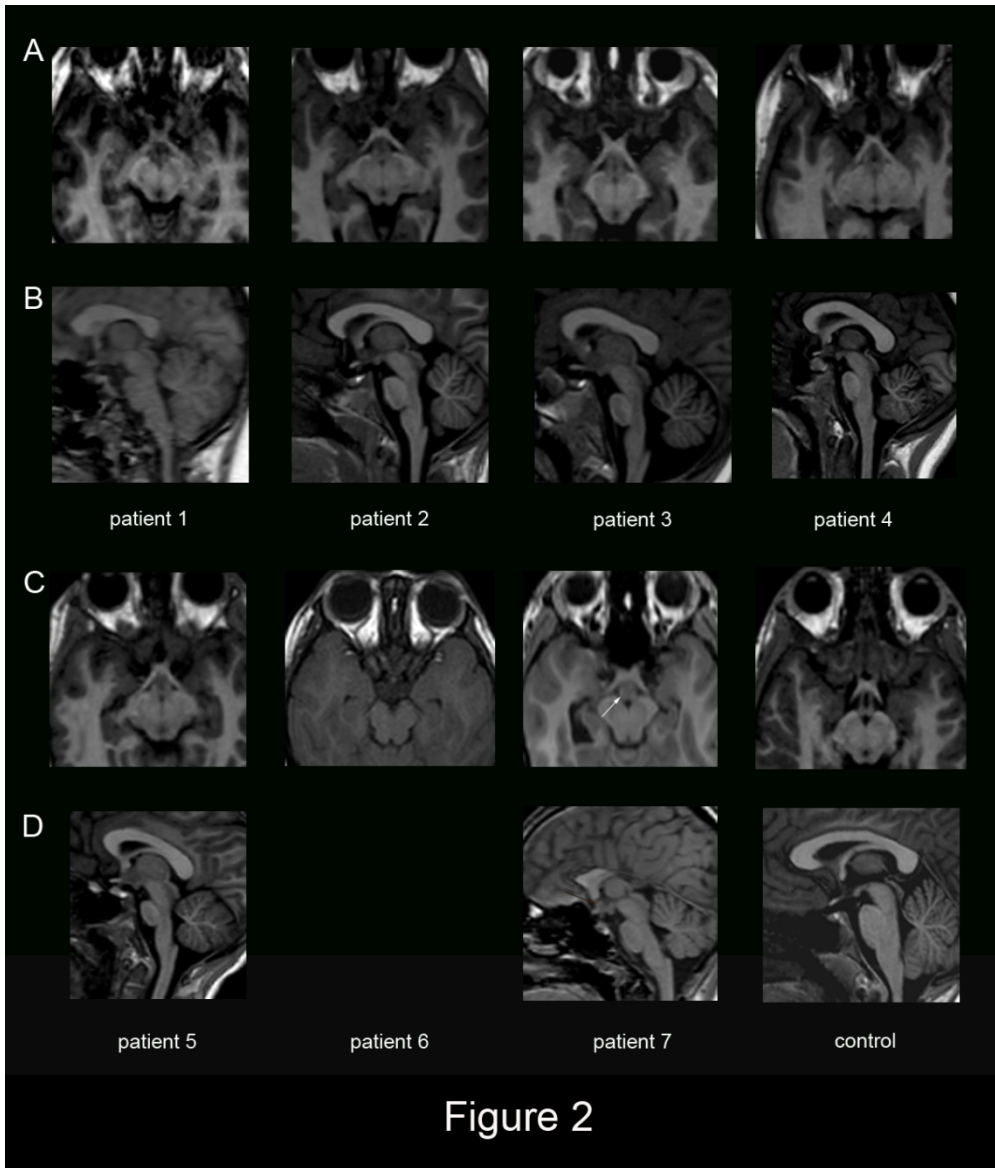 A
B
patient 1 patient 2 patient 3 patient 4
C
D
patient 5 patient 6 patient 7 control
Figure 2